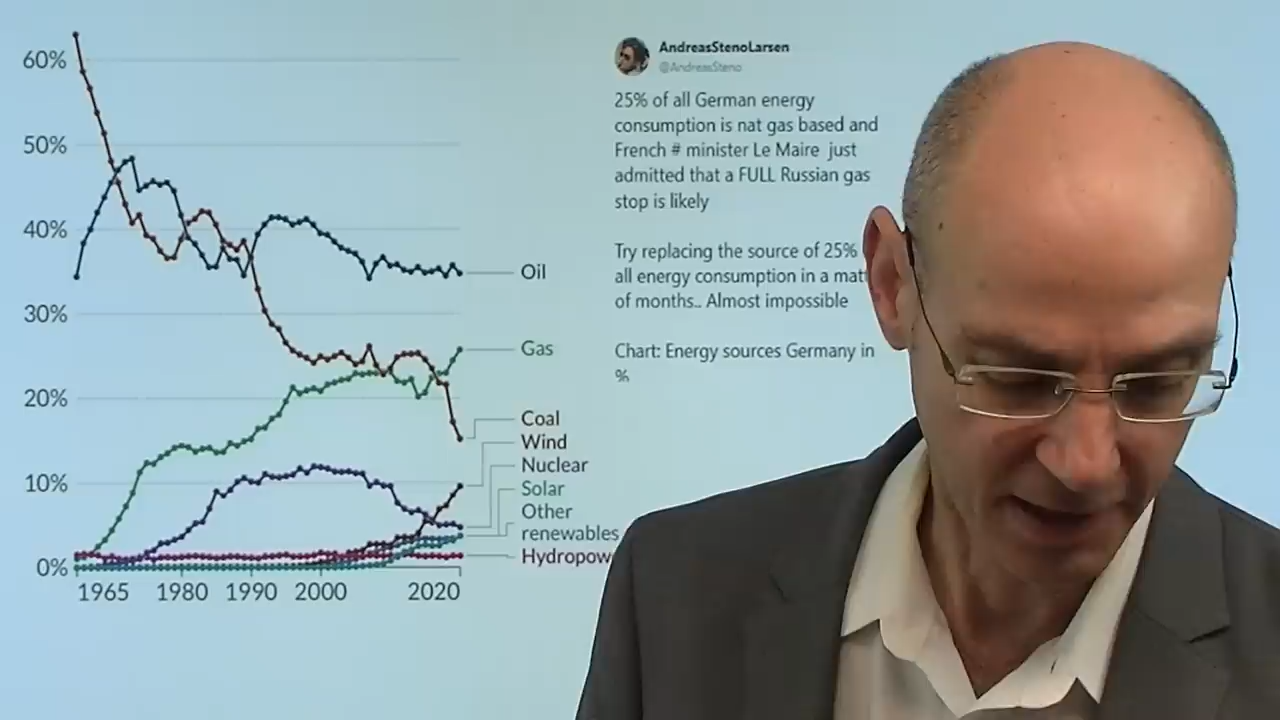 60%
50%
40%
30%
20%
10%
0%
1965 1980 1990 2000 2020
Oil
Gas
Coal
Wind
Nuclear
Solar
Other
renewables
Hydropow
AndreasStenoLarsen
@AndreasSteno
25% of all German energy
consumption is nat gas based and
French # minister Le Maire just
admitted that a FULL Russian gas
stop is likely
Try replacing the source of 25%
all energy consumption in a mat
of months.. Almost impossible
Chart: Energy sources Germany in
%